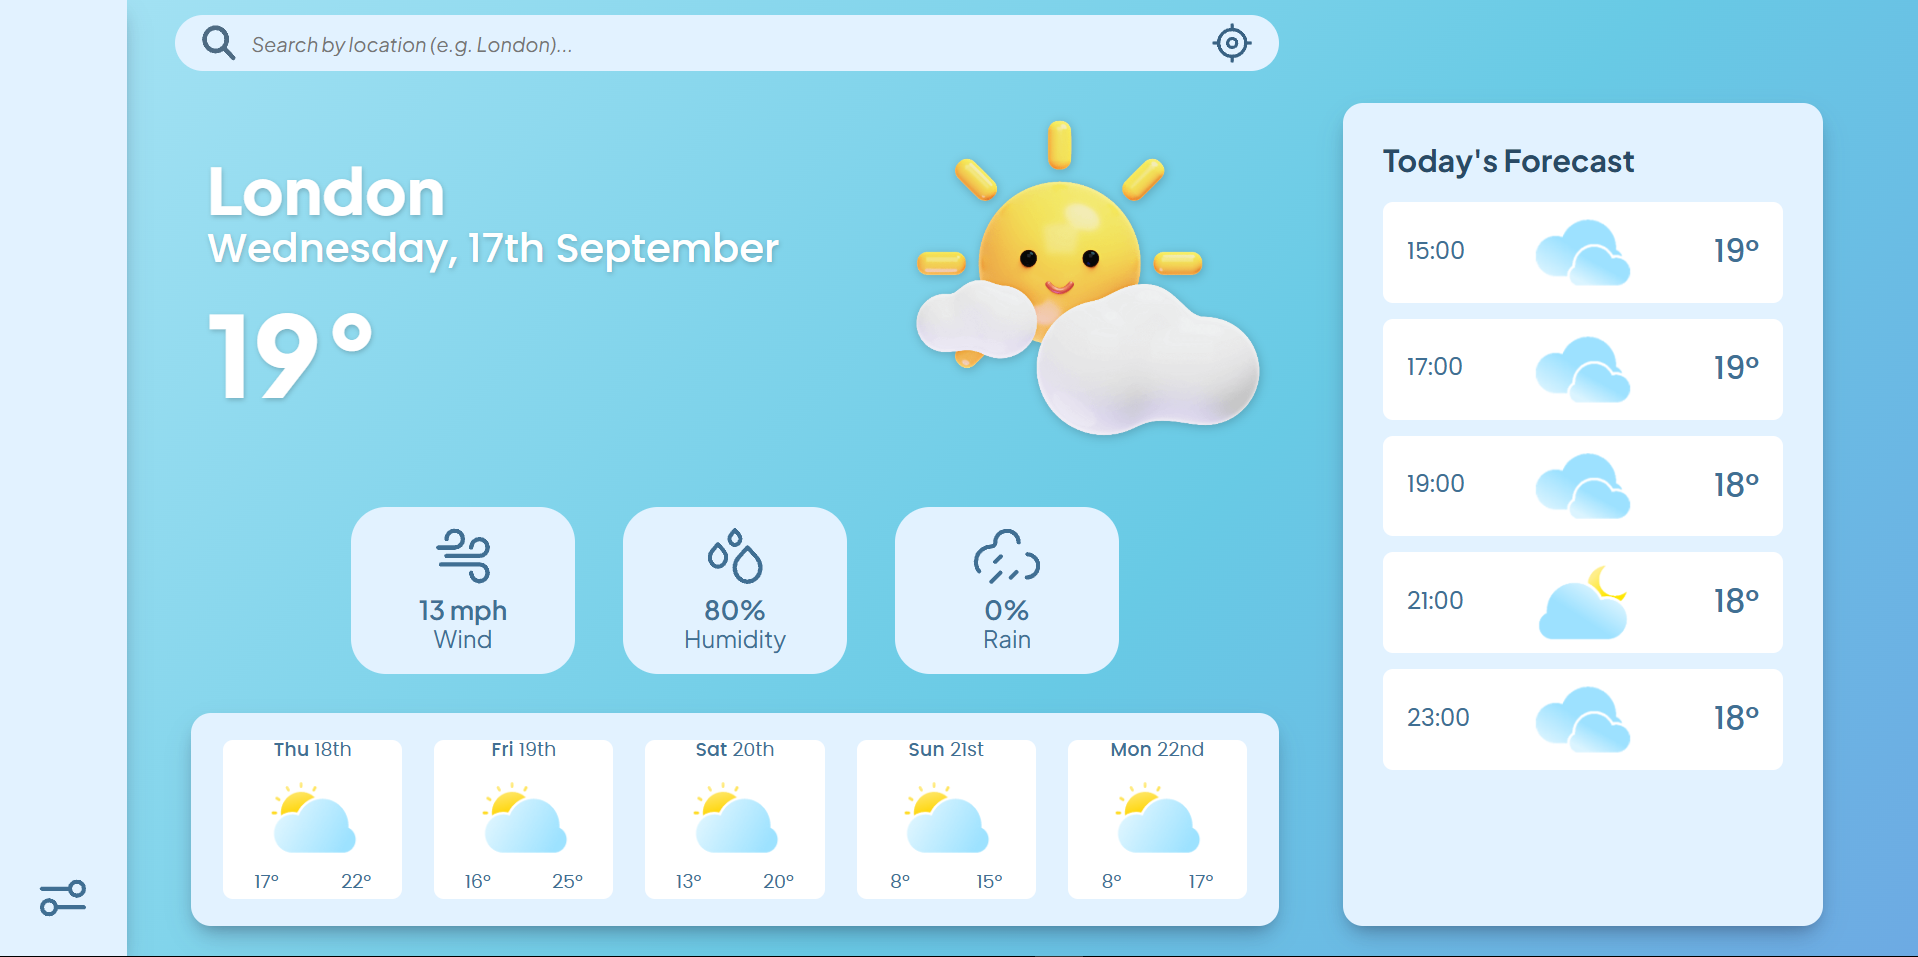 Search by location (e.g. London)...
London
Wednesday, 17th September
19°
13 mph
Wind
80%
Humidity
0%
Rain
Thu 18th
17° 22°
Fri 19th
16° 25°
Sat 20th
13° 20°
Sun 21st
8° 15°
Mon 22nd
8° 17°
Today's Forecast
15:00 19°
17:00 19°
19:00 18°
21:00 18°
23:00 18°